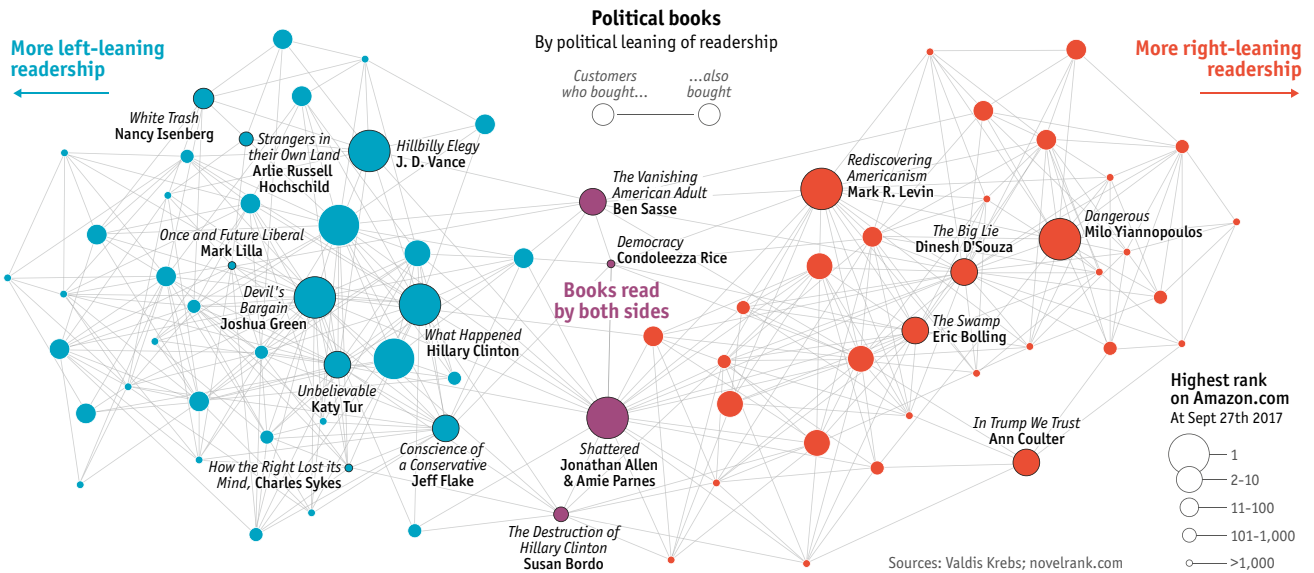 Political books
By political leaning of readership
More left-leaning
readership
More right-leaning
readership
Customers
who bought...
...also
bought
White Trash
Nancy Isenberg
Strangers in
their Own Land
Arlie Russell
Hochschild
Hillbilly Elegy
J. D. Vance
Once and Future Liberal
Mark Lilla
Devil's
Bargain
Joshua Green
What Happened
Hillary Clinton
Unbelievable
Katy Tur
Conscience of
a Conservative
Jeff Flake
How the Right Lost its
Mind, Charles Sykes
The Vanishing
American Adult
Ben Sasse
Democracy
Condoleezza Rice
Books read
by both sides
Shattered
Jonathan Allen
& Amie Parnes
The Destruction of
Hillary Clinton
Susan Bordo
Rediscovering
Americanism
Mark R. Levin
The Big Lie
Dinesh D'Souza
Dangerous
Milo Yiannopoulos
The Swamp
Eric Bolling
In Trump We Trust
Ann Coulter
Highest rank
on Amazon.com
At Sept 27th 2017
1
2-10
11-100
101-1,000
>1,000
Sources: Valdis Krebs; novelrank.com